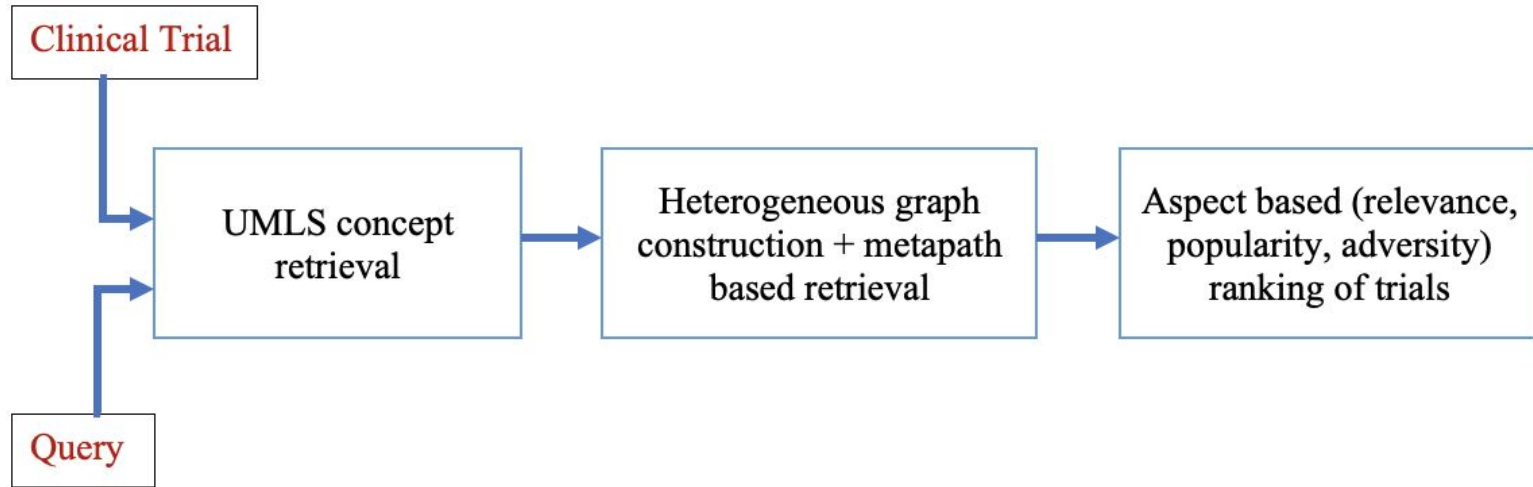 Clinical Trial
UMLS concept
retrieval
Heterogeneous graph
construction + metapath
based retrieval
Aspect based (relevance,
popularity, adversity)
ranking of trials
Query